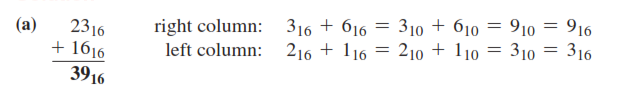 (a) 23₁₆ right column: 3₁₆ + 6₁₆ = 3₁₀ + 6₁₀ = 9₁₀ = 9₁₆
+ 16₁₆ left column: 2₁₆ + 1₁₆ = 2₁₀ + 1₁₀ = 3₁₀ = 3₁₆
39₁₆